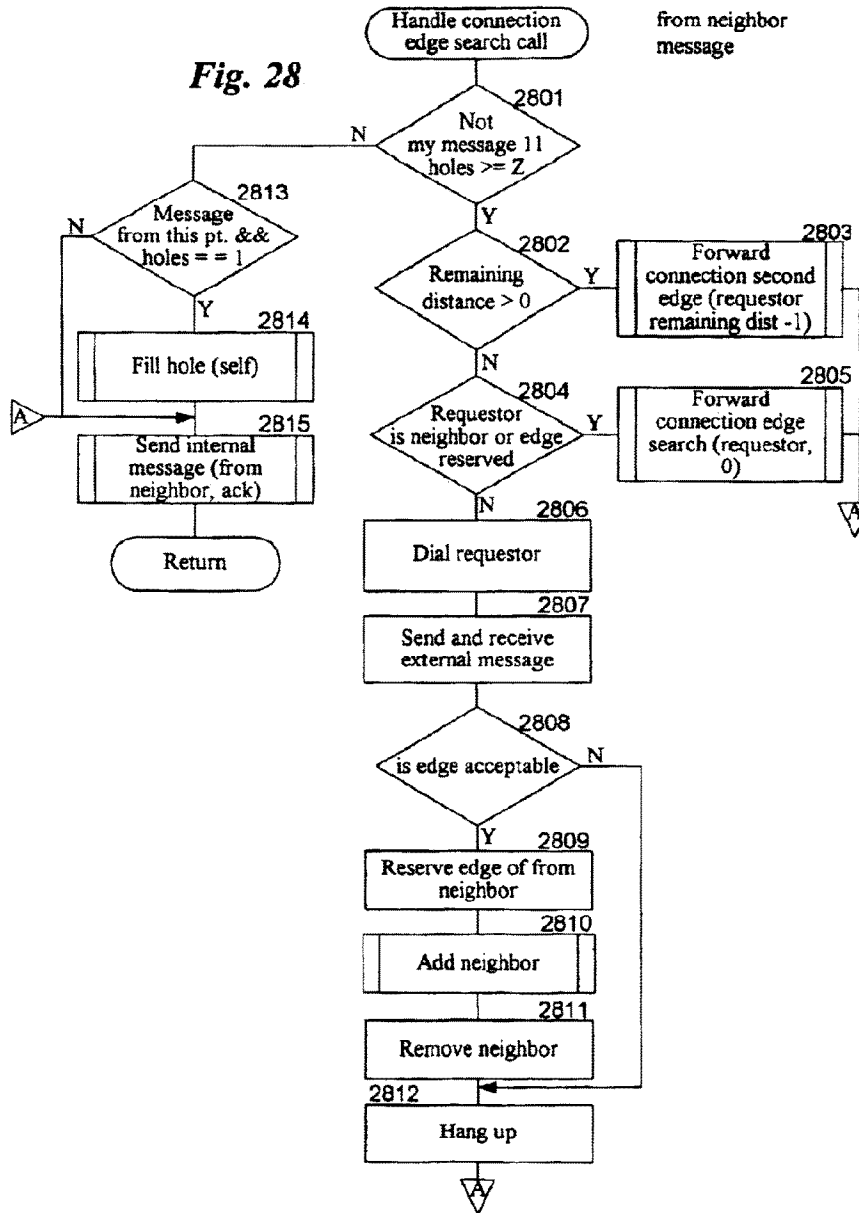 Handle connection
edge search call
from neighbor
message
Fig. 28
2801
Not
my message 11
holes >= Z
N
Y
2813
Message
from this pt. &&
holes = = 1
N
Y
2802
Remaining
distance > 0
Y
N
2803
Forward
connection second
edge (requestor
remaining dist -1)
2814
Fill hole (self)
2804
Requestor
is neighbor or edge
reserved
Y
N
2805
Forward
connection edge
search (requestor,
0)
A
2815
Send internal
message (from
neighbor, ack)
A
Return
2806
Dial requestor
2807
Send and receive
external message
2808
is edge acceptable
N
Y
2809
Reserve edge of from
neighbor
2810
Add neighbor
2811
Remove neighbor
2812
Hang up
A